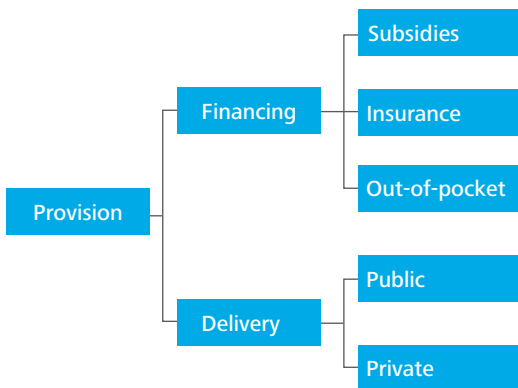 Subsidies
Financing
Insurance
Out-of-pocket
Provision
Public
Delivery
Private